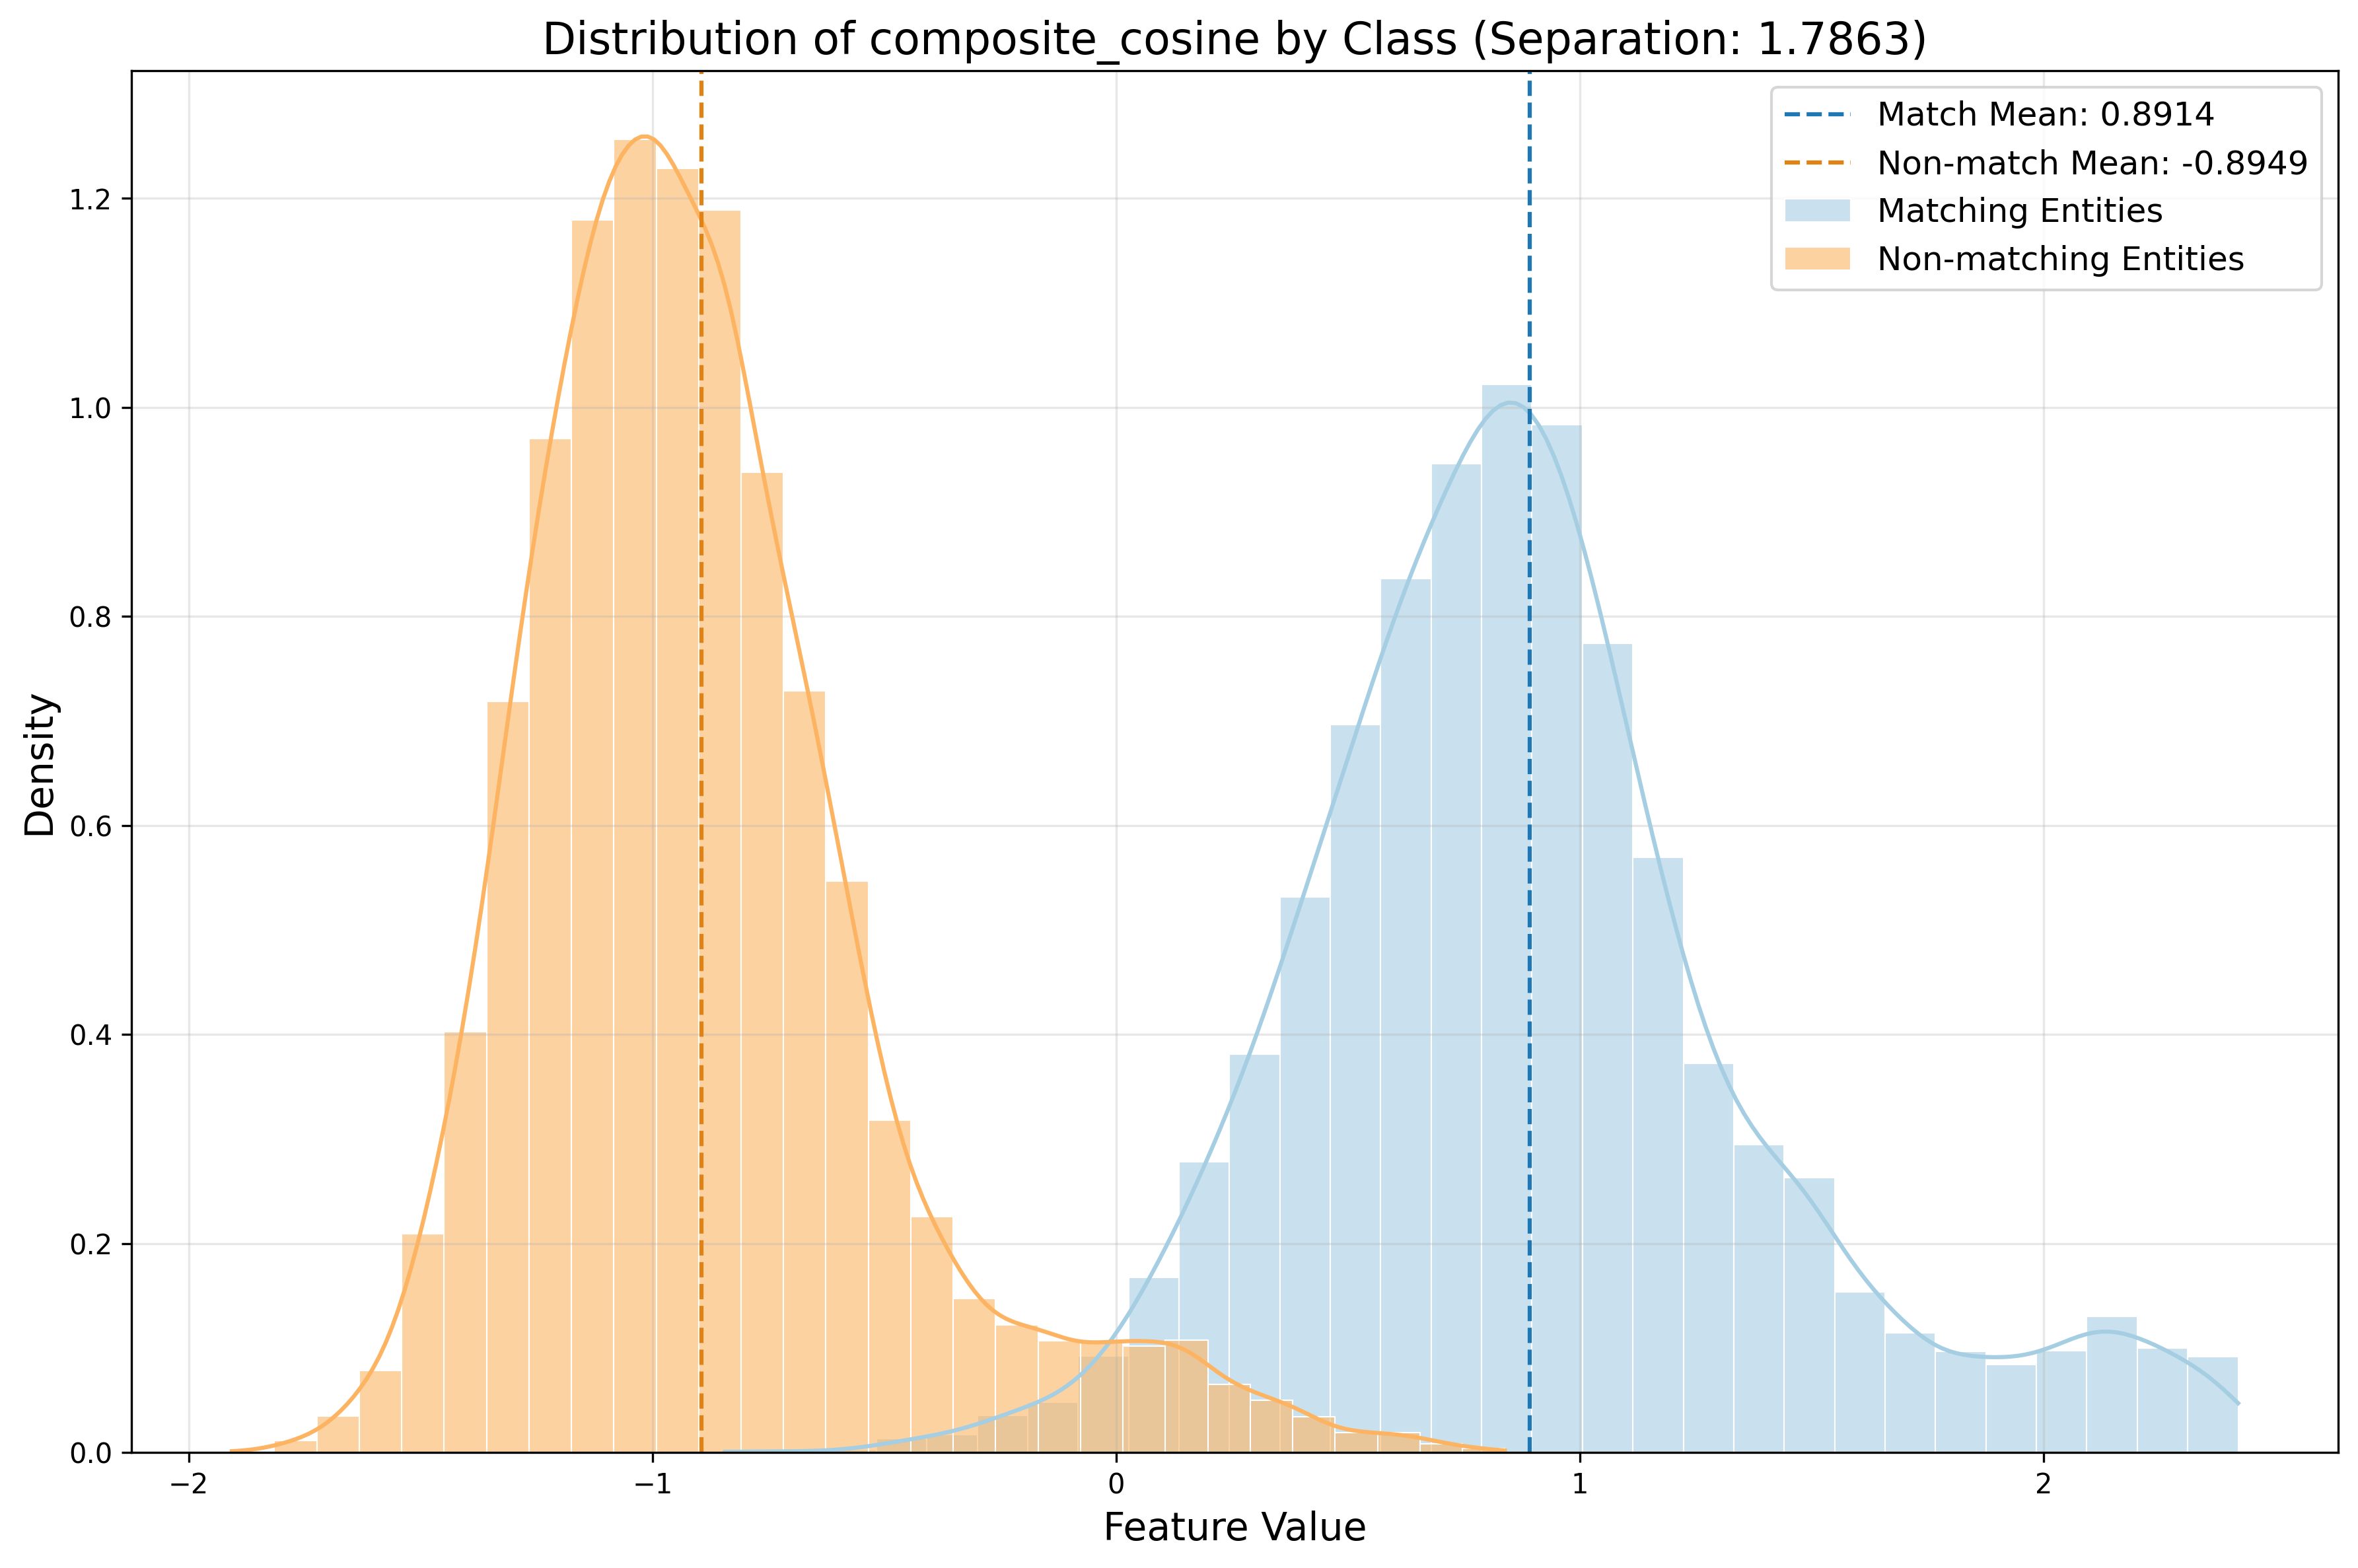 Distribution of composite_cosine by Class (Separation: 1.7863)
Match Mean: 0.8914
Non-match Mean: -0.8949
Matching Entities
Non-matching Entities
1.2
1.0
0.8
0.6
0.4
0.2
0.0
Density
−2
−1
0
1
2
Feature Value